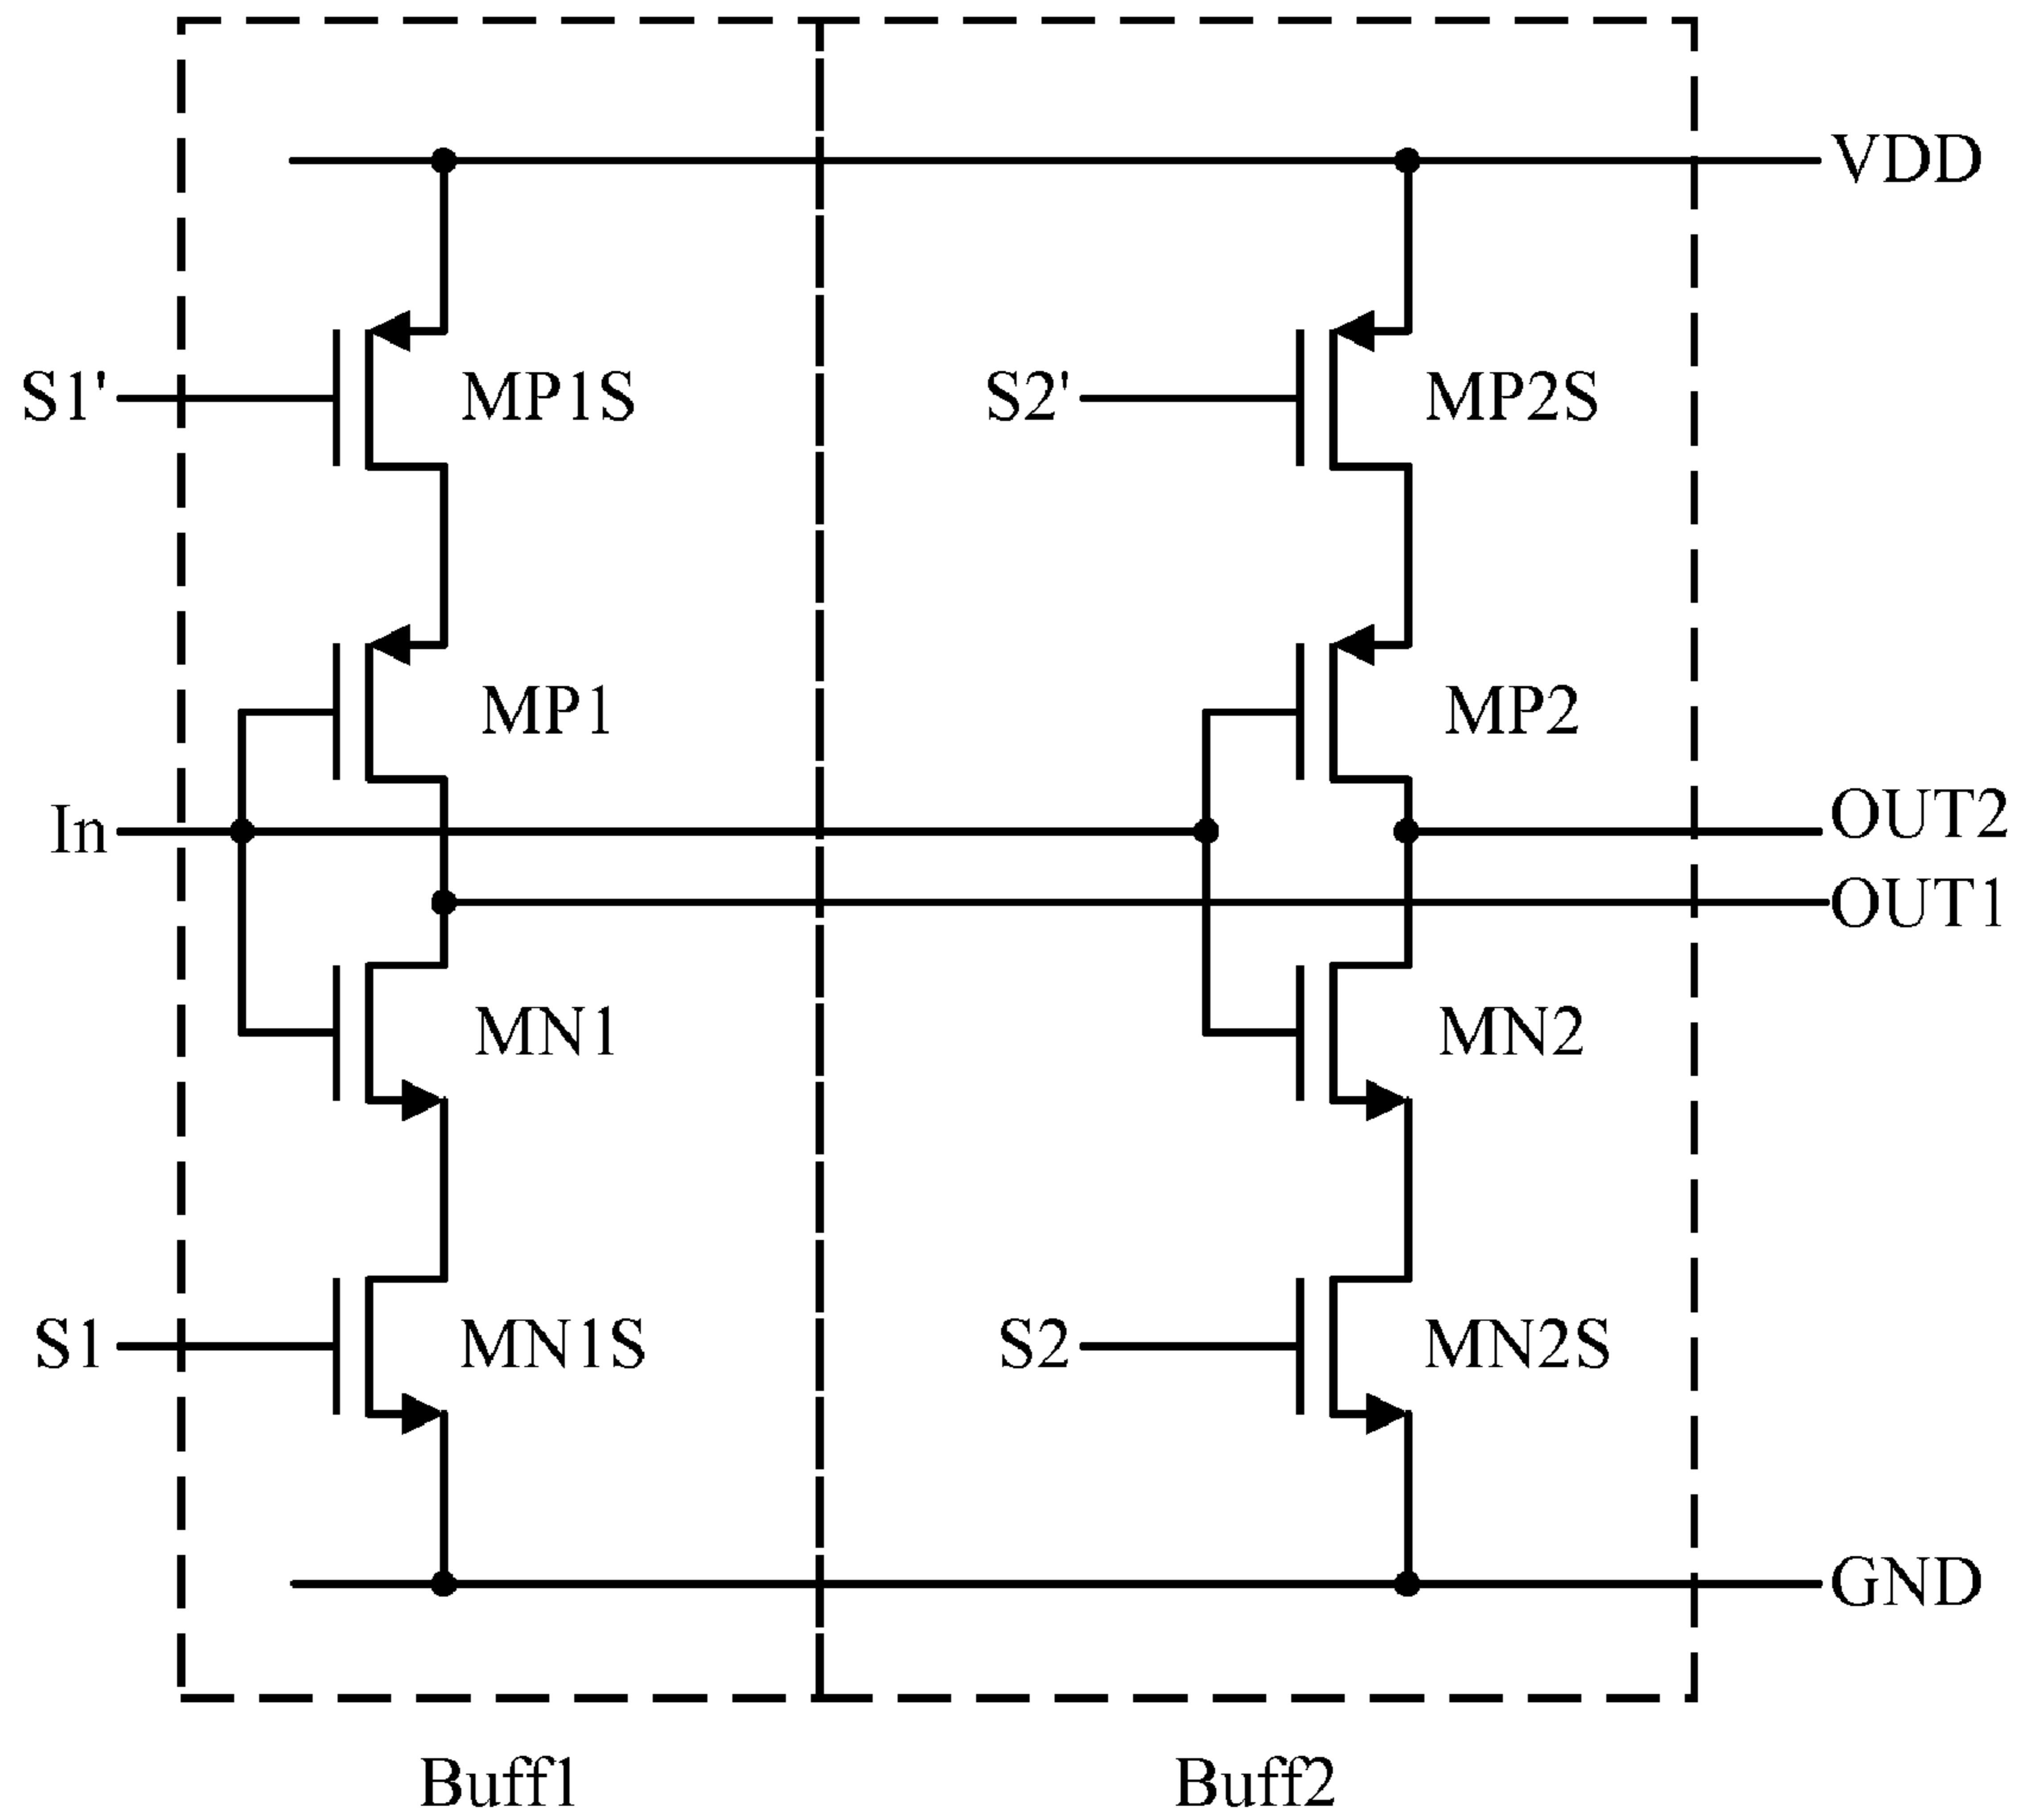 VDD
S1'
MP1S
S2'
MP2S
MP1
MP2
In
OUT2
OUT1
MN1
MN2
S1
MN1S
S2
MN2S
GND
Buff1
Buff2